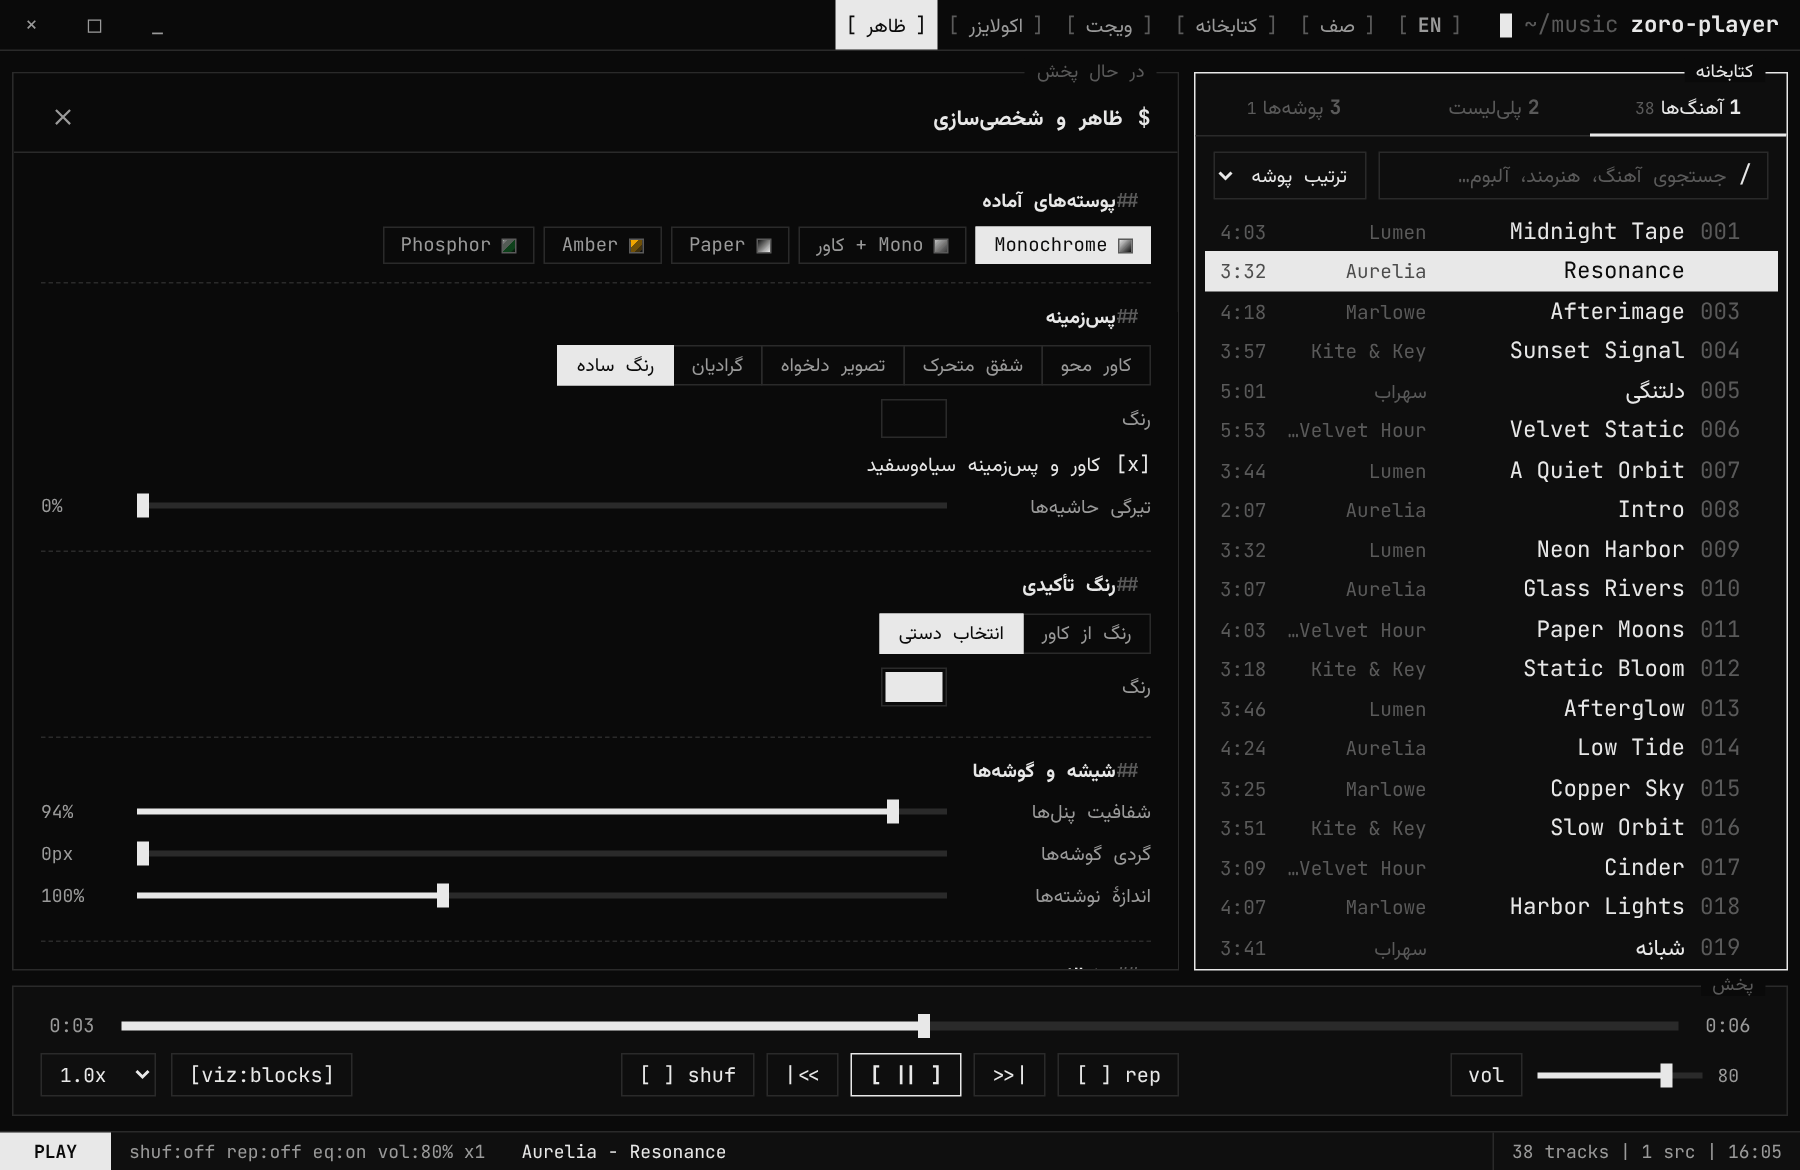 zoro-player ~/music [ EN ] [ صف ] [ کتابخانه ] [ ویجت ] [ اکولایزر ] [ ظاهر ] _ □ ×
کتابخانه
1 آهنگ‌ها 38 2 پلی‌لیست 3 پوشه‌ها 1
/ جستجوی آهنگ، هنرمند، آلبوم… ترتیب پوشه
001 Midnight Tape Lumen 4:03
Resonance Aurelia 3:32
003 Afterimage Marlowe 4:18
004 Sunset Signal Kite & Key 3:57
005 دلتنگی سهراب 5:01
006 Velvet Static Velvet Hour… 5:53
007 A Quiet Orbit Lumen 3:44
008 Intro Aurelia 2:07
009 Neon Harbor Lumen 3:32
010 Glass Rivers Aurelia 3:07
011 Paper Moons Velvet Hour… 4:03
012 Static Bloom Kite & Key 3:18
013 Afterglow Lumen 3:46
014 Low Tide Aurelia 4:24
015 Copper Sky Marlowe 3:25
016 Slow Orbit Kite & Key 3:51
017 Cinder Velvet Hour… 3:09
018 Harbor Lights Marlowe 4:07
019 شبانه سهراب 3:41
در حال پخش
$ ظاهر و شخصی‌سازی ×
##پوسته‌های آماده
Monochrome Mono + کاور Paper Amber Phosphor
##پس‌زمینه
کاور محو شفق متحرک تصویر دلخواه گرادیان رنگ ساده
رنگ
[x] کاور و پس‌زمینه سیاه‌وسفید
تیرگی حاشیه‌ها 0%
##رنگ تأکیدی
رنگ از کاور انتخاب دستی
رنگ
##شیشه و گوشه‌ها
شفافیت پنل‌ها 94%
گردی گوشه‌ها 0px
اندازهٔ نوشته‌ها 100%
پخش
0:03 0:06
1.0x [viz:blocks] [ ] shuf |<< [ || ] >>| [ ] rep vol 80
PLAY shuf:off rep:off eq:on vol:80% x1 Aurelia - Resonance 38 tracks | 1 src | 16:05